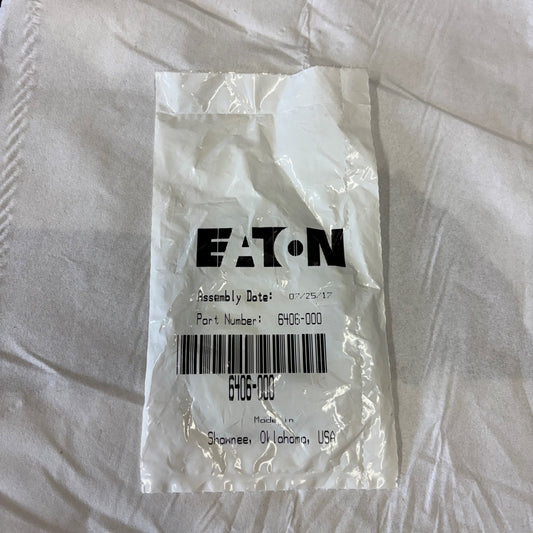 EATON
Assembly Date: 07/25/17
Part Number: 6406-000
6406-000
Made in
Shawnee, Oklahoma, USA